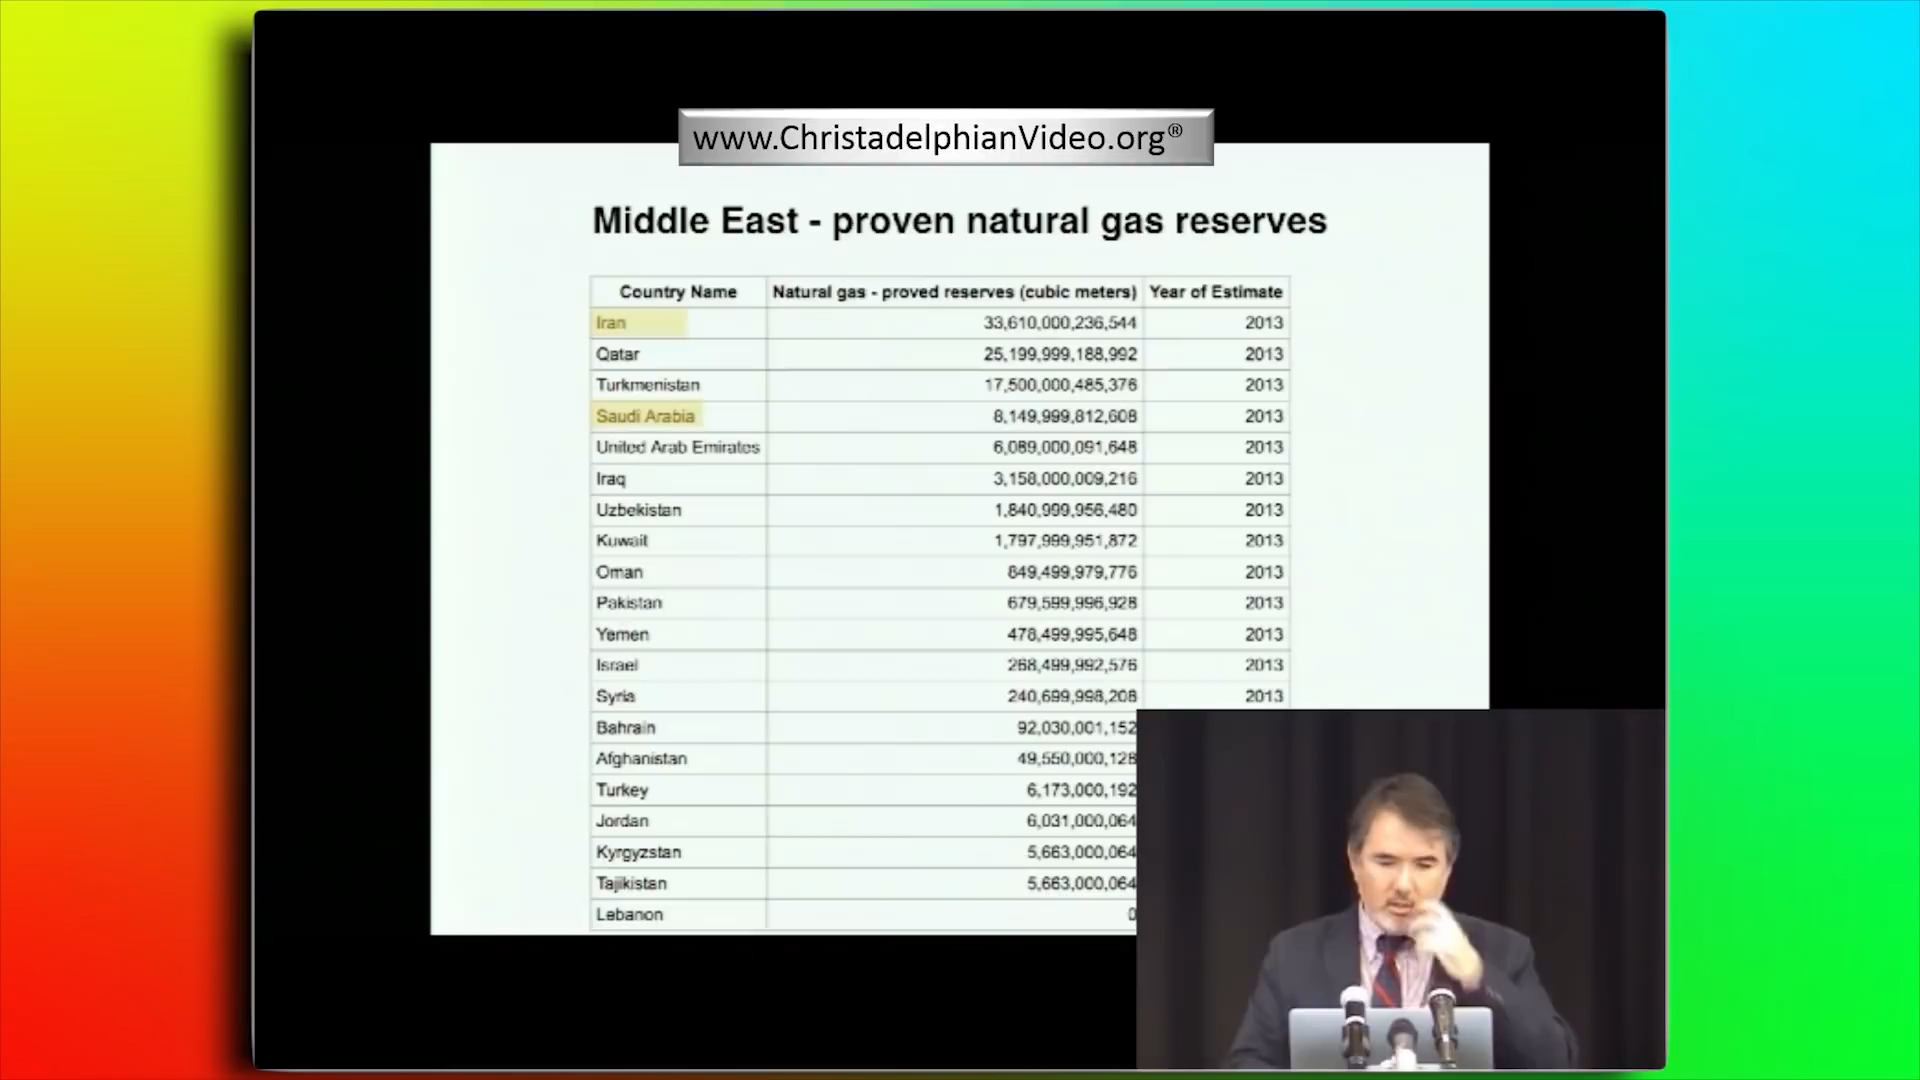 www.ChristadelphianVideo.org®
Middle East - proven natural gas reserves
Country Name Natural gas - proved reserves (cubic meters) Year of Estimate
Iran 33,610,000,236,544 2013
Qatar 25,199,999,188,992 2013
Turkmenistan 17,500,000,485,376 2013
Saudi Arabia 8,149,999,812,608 2013
United Arab Emirates 6,089,000,091,648 2013
Iraq 3,158,000,009,216 2013
Uzbekistan 1,840,999,956,480 2013
Kuwait 1,797,999,951,872 2013
Oman 849,499,979,776 2013
Pakistan 679,599,996,928 2013
Yemen 478,499,995,648 2013
Israel 268,499,992,576 2013
Syria 240,699,998,208 2013
Bahrain 92,030,001,152
Afghanistan 49,550,000,128
Turkey 6,173,000,192
Jordan 6,031,000,064
Kyrgyzstan 5,663,000,064
Tajikistan 5,663,000,064
Lebanon 0